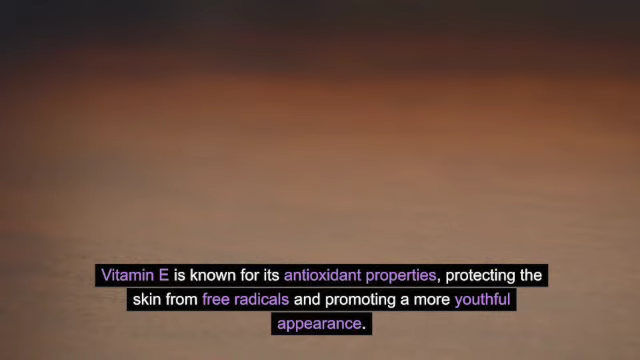 Vitamin E is known for its antioxidant properties, protecting the
skin from free radicals and promoting a more youthful
appearance.